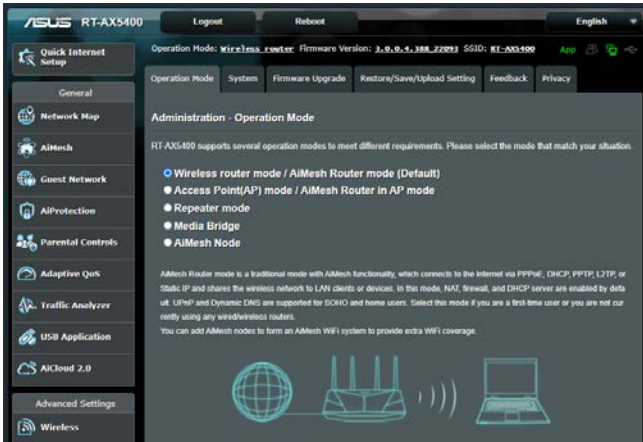 ASUS RT-AX5400 Logout Reboot English
Quick Internet Setup
Operation Mode: Wireless router Firmware Version: 3.0.0.4.388_22093 SSID: RT-AX5400 App
Operation Mode System Firmware Upgrade Restore/Save/Upload Setting Feedback Privacy
General
Network Map
AiMesh
Guest Network
AiProtection
Parental Controls
Adaptive QoS
Traffic Analyzer
USB Application
AiCloud 2.0
Advanced Settings
Wireless
Administration - Operation Mode
RT-AX5400 supports several operation modes to meet different requirements. Please select the mode that match your situation.
Wireless router mode / AiMesh Router mode (Default)
Access Point(AP) mode / AiMesh Router in AP mode
Repeater mode
Media Bridge
AiMesh Node
AiMesh Router mode is a traditional mode with AiMesh functionality, which connects to the Internet via PPPoE, DHCP, PPTP, L2TP, or
Static IP and shares the wireless network to LAN clients or devices. In this mode, NAT, firewall, and DHCP server are enabled by defa
ult. UPnP and Dynamic DNS are supported for SOHO and home users. Select this mode if you are a first-time user or you are not cur
rently using any wired/wireless routers.
You can add AiMesh nodes to form an AiMesh WiFi system to provide extra WiFi coverage.